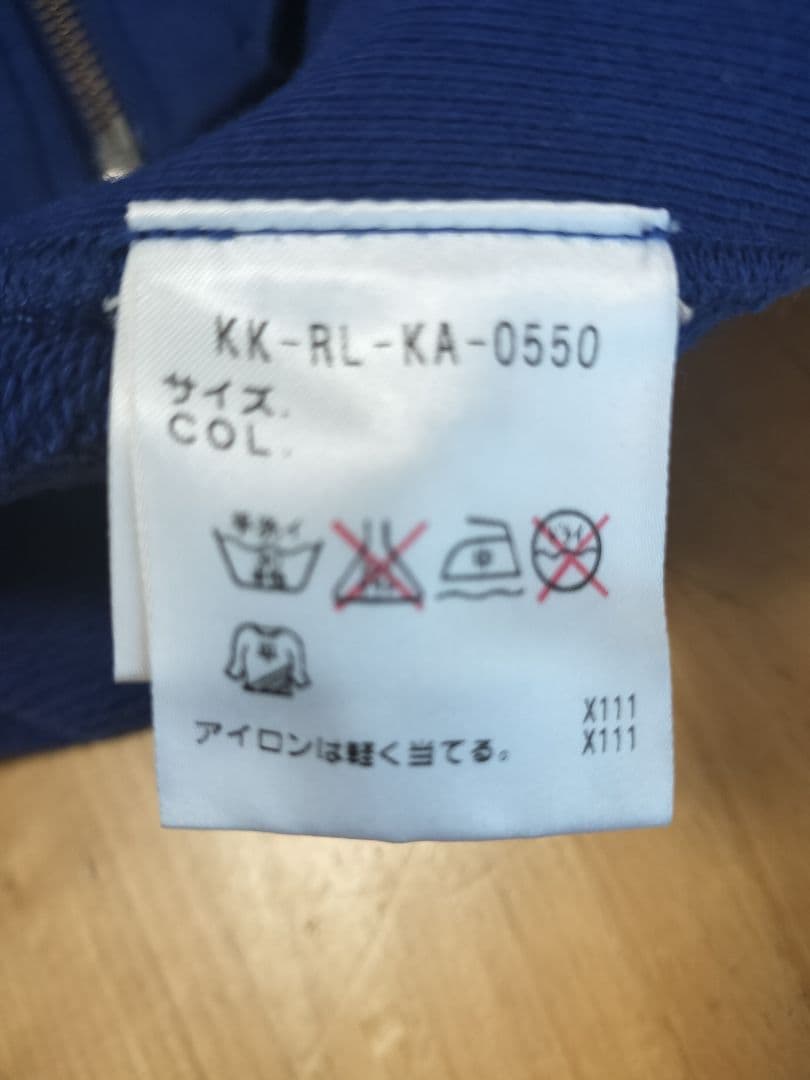 KK-RL-KA-0550
サイズ.
COL.
手洗イ
平
X111
アイロンは軽く当てる。 X111